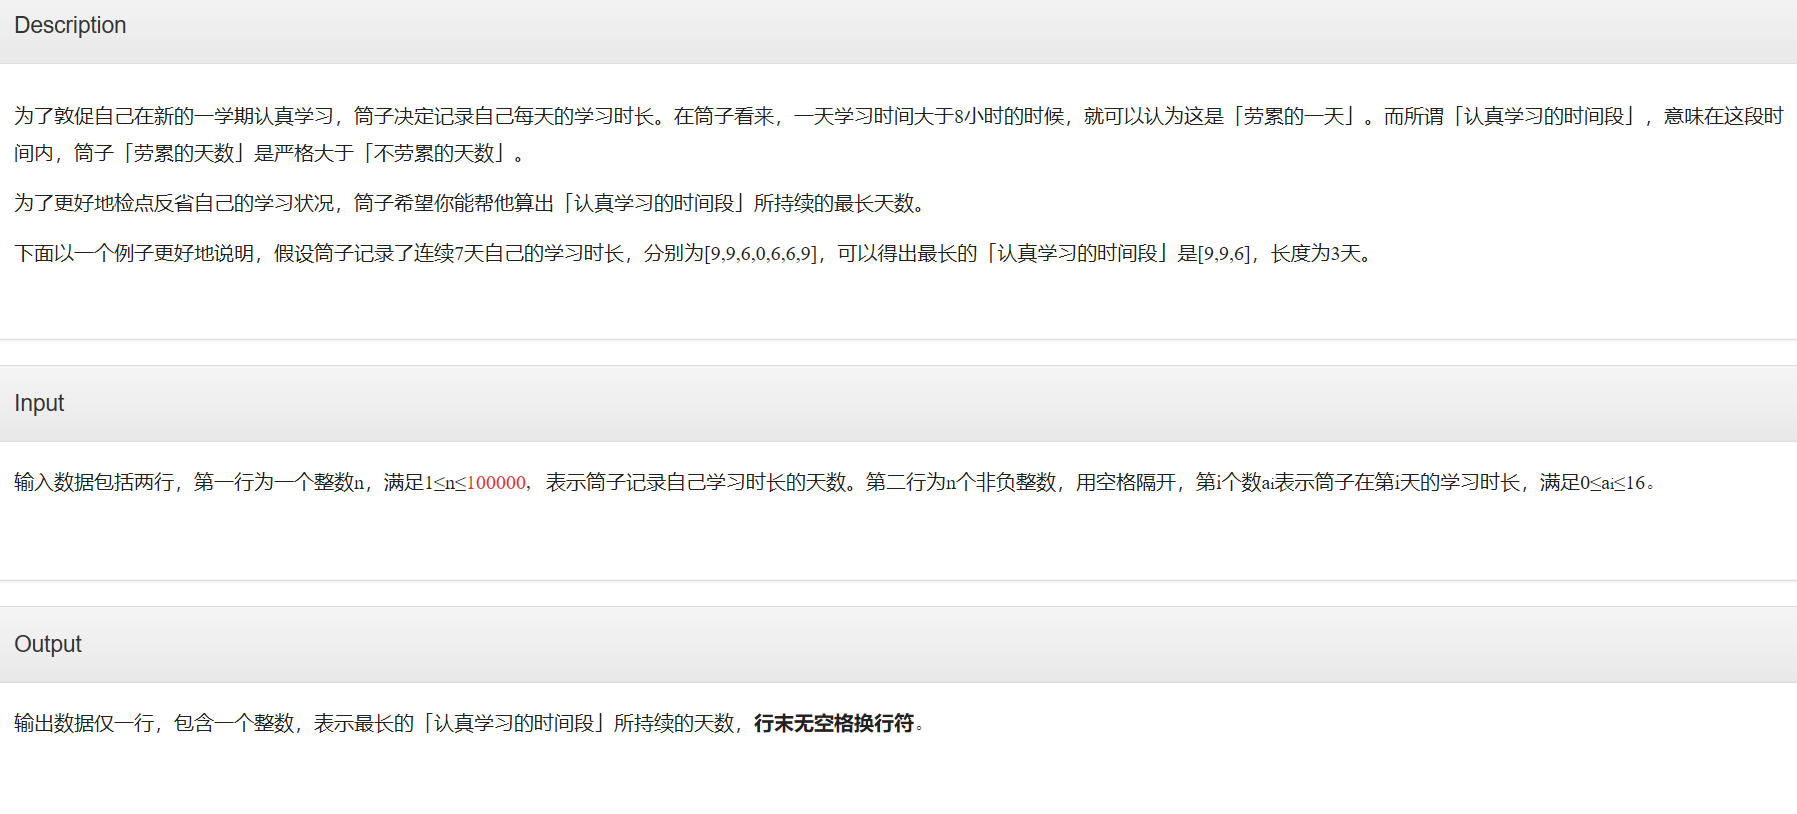 Description
为了敦促自己在新的一学期认真学习，筒子决定记录自己每天的学习时长。在筒子看来，一天学习时间大于8小时的时候，就可以认为这是「劳累的一天」。而所谓「认真学习的时间段」，意味在这段时
间内，筒子「劳累的天数」是严格大于「不劳累的天数」。
为了更好地检点反省自己的学习状况，筒子希望你能帮他算出「认真学习的时间段」所持续的最长天数。
下面以一个例子更好地说明，假设筒子记录了连续7天自己的学习时长，分别为[9,9,6,0,6,6,9]，可以得出最长的「认真学习的时间段」是[9,9,6]，长度为3天。
Input
输入数据包括两行，第一行为一个整数n，满足1≤n≤100000，表示筒子记录自己学习时长的天数。第二行为n个非负整数，用空格隔开，第i个数aᵢ表示筒子在第i天的学习时长，满足0≤aᵢ≤16。
Output
输出数据仅一行，包含一个整数，表示最长的「认真学习的时间段」所持续的天数，行末无空格换行符。